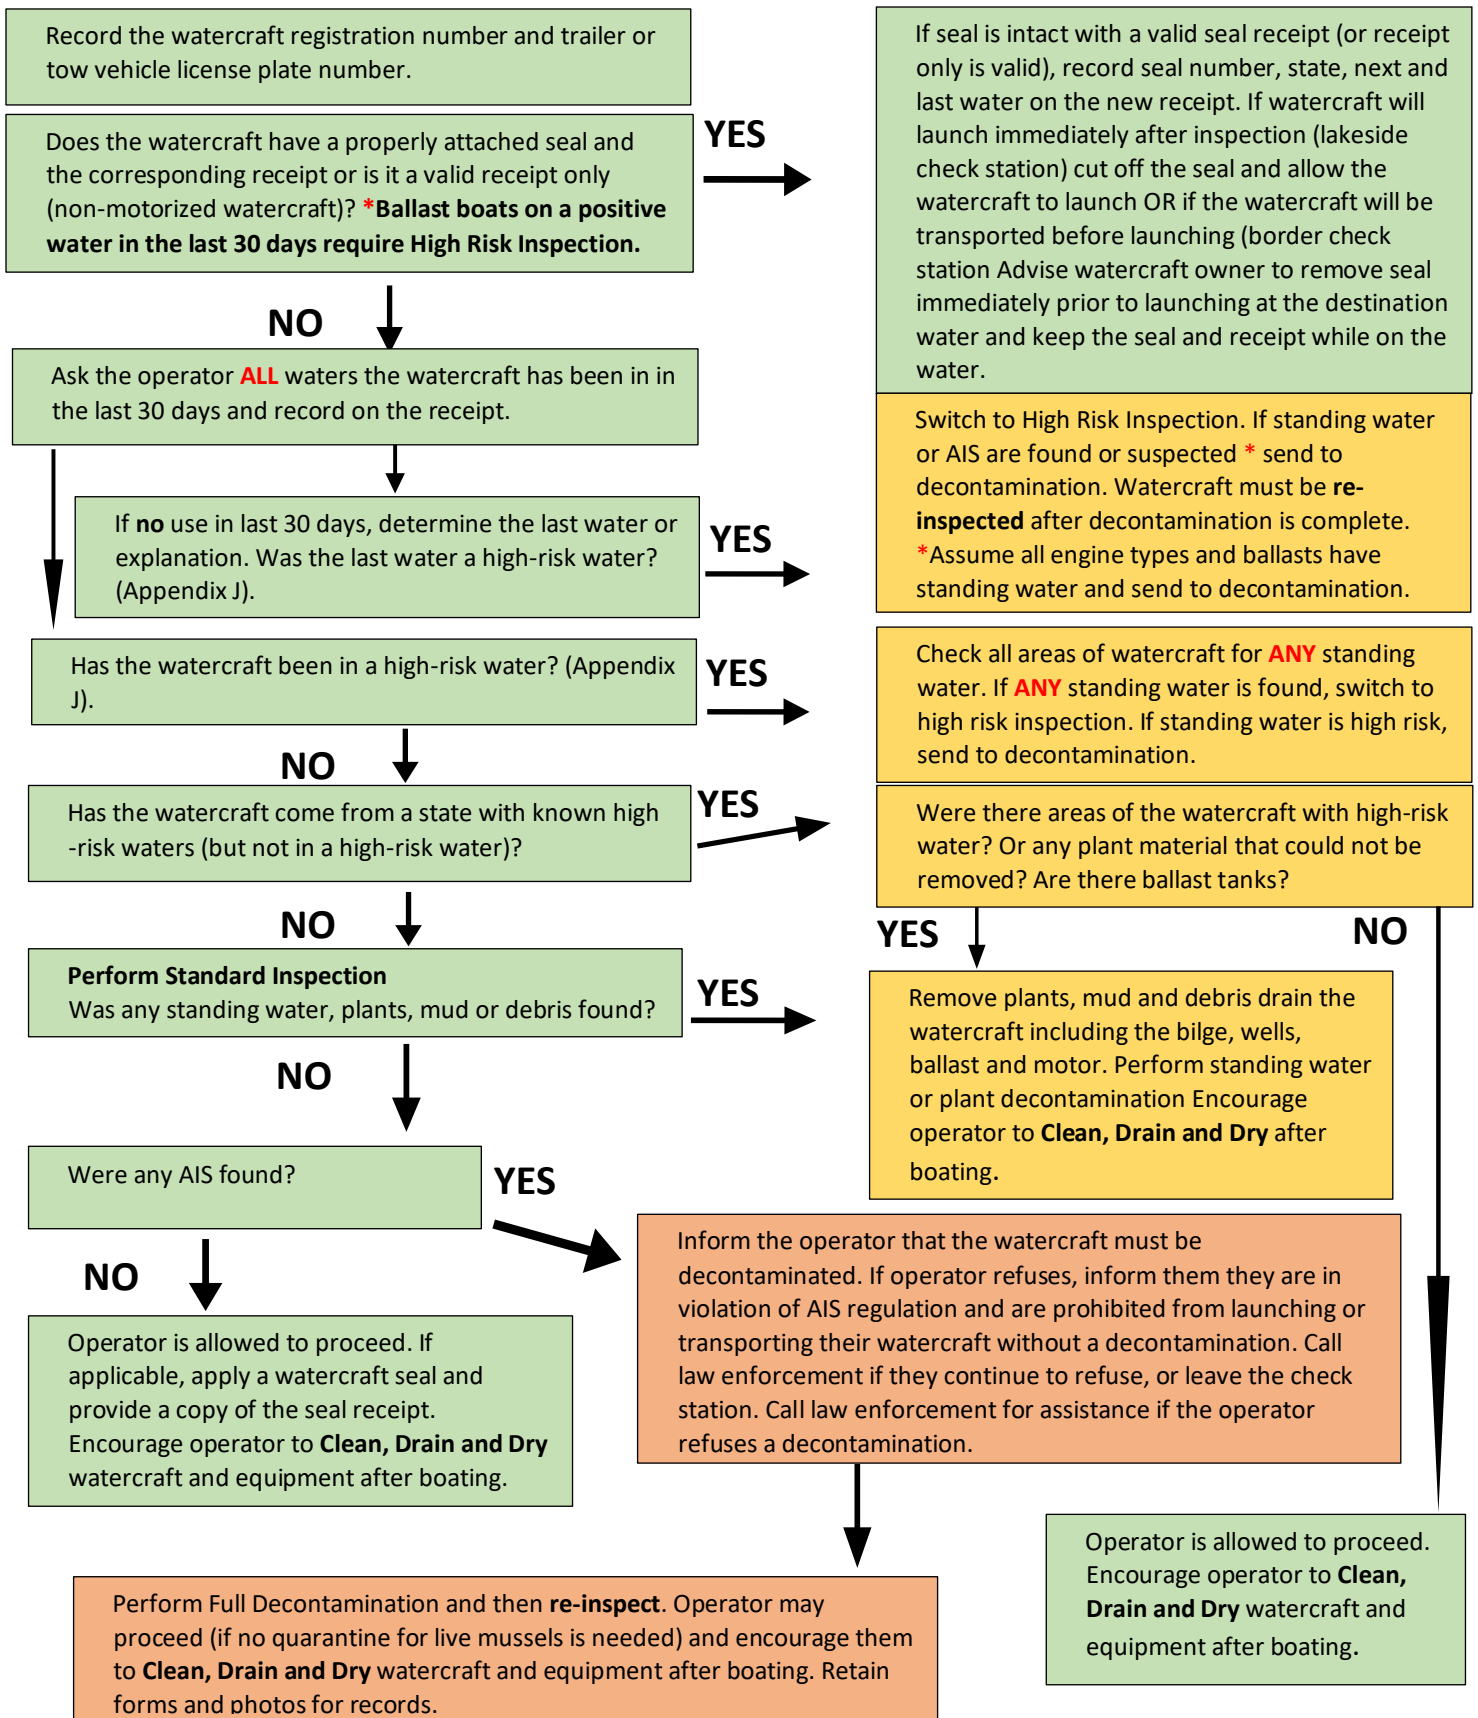 Record the watercraft registration number and trailer or
tow vehicle license plate number.
Does the watercraft have a properly attached seal and
the corresponding receipt or is it a valid receipt only
(non-motorized watercraft)? *Ballast boats on a positive
water in the last 30 days require High Risk Inspection.
YES
If seal is intact with a valid seal receipt (or receipt
only is valid), record seal number, state, next and
last water on the new receipt. If watercraft will
launch immediately after inspection (lakeside
check station) cut off the seal and allow the
watercraft to launch OR if the watercraft will be
transported before launching (border check
station Advise watercraft owner to remove seal
immediately prior to launching at the destination
water and keep the seal and receipt while on the
water.
NO
Ask the operator ALL waters the watercraft has been in in
the last 30 days and record on the receipt.
If no use in last 30 days, determine the last water or
explanation. Was the last water a high-risk water?
(Appendix J).
YES
Switch to High Risk Inspection. If standing water
or AIS are found or suspected * send to
decontamination. Watercraft must be re-
inspected after decontamination is complete.
*Assume all engine types and ballasts have
standing water and send to decontamination.
Has the watercraft been in a high-risk water? (Appendix
J).
YES
Check all areas of watercraft for ANY standing
water. If ANY standing water is found, switch to
high risk inspection. If standing water is high risk,
send to decontamination.
NO
Has the watercraft come from a state with known high
-risk waters (but not in a high-risk water)?
YES
Were there areas of the watercraft with high-risk
water? Or any plant material that could not be
removed? Are there ballast tanks?
NO
YES
NO
Perform Standard Inspection
Was any standing water, plants, mud or debris found?
YES
Remove plants, mud and debris drain the
watercraft including the bilge, wells,
ballast and motor. Perform standing water
or plant decontamination Encourage
operator to Clean, Drain and Dry after
boating.
NO
Were any AIS found?
YES
Inform the operator that the watercraft must be
decontaminated. If operator refuses, inform them they are in
violation of AIS regulation and are prohibited from launching or
transporting their watercraft without a decontamination. Call
law enforcement if they continue to refuse, or leave the check
station. Call law enforcement for assistance if the operator
refuses a decontamination.
NO
Operator is allowed to proceed. If
applicable, apply a watercraft seal and
provide a copy of the seal receipt.
Encourage operator to Clean, Drain and Dry
watercraft and equipment after boating.
Operator is allowed to proceed.
Encourage operator to Clean,
Drain and Dry watercraft and
equipment after boating.
Perform Full Decontamination and then re-inspect. Operator may
proceed (if no quarantine for live mussels is needed) and encourage them
to Clean, Drain and Dry watercraft and equipment after boating. Retain
forms and photos for records.